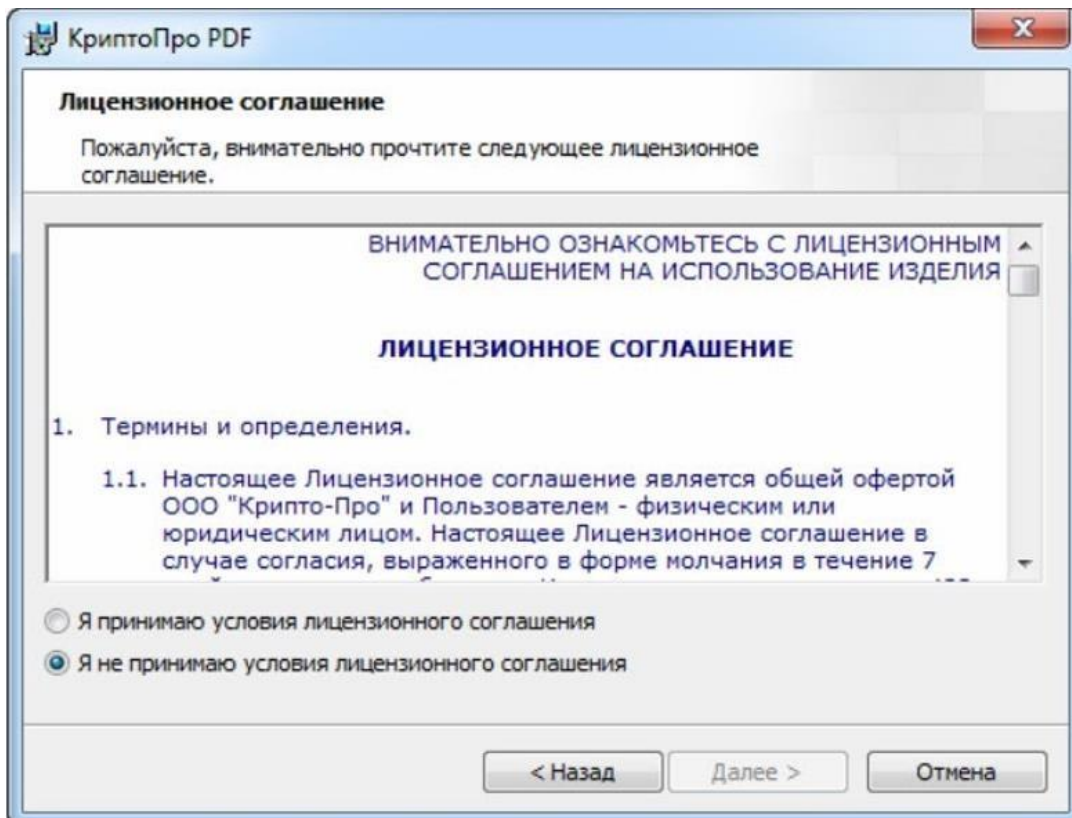 КриптоПро PDF
Лицензионное соглашение
Пожалуйста, внимательно прочтите следующее лицензионное
соглашение.
ВНИМАТЕЛЬНО ОЗНАКОМЬТЕСЬ С ЛИЦЕНЗИОННЫМ
СОГЛАШЕНИЕМ НА ИСПОЛЬЗОВАНИЕ ИЗДЕЛИЯ
ЛИЦЕНЗИОННОЕ СОГЛАШЕНИЕ
1. Термины и определения.
1.1. Настоящее Лицензионное соглашение является общей офертой
ООО "Крипто-Про" и Пользователем - физическим или
юридическим лицом. Настоящее Лицензионное соглашение в
случае согласия, выраженного в форме молчания в течение 7
Я принимаю условия лицензионного соглашения
Я не принимаю условия лицензионного соглашения
< Назад
Далее >
Отмена